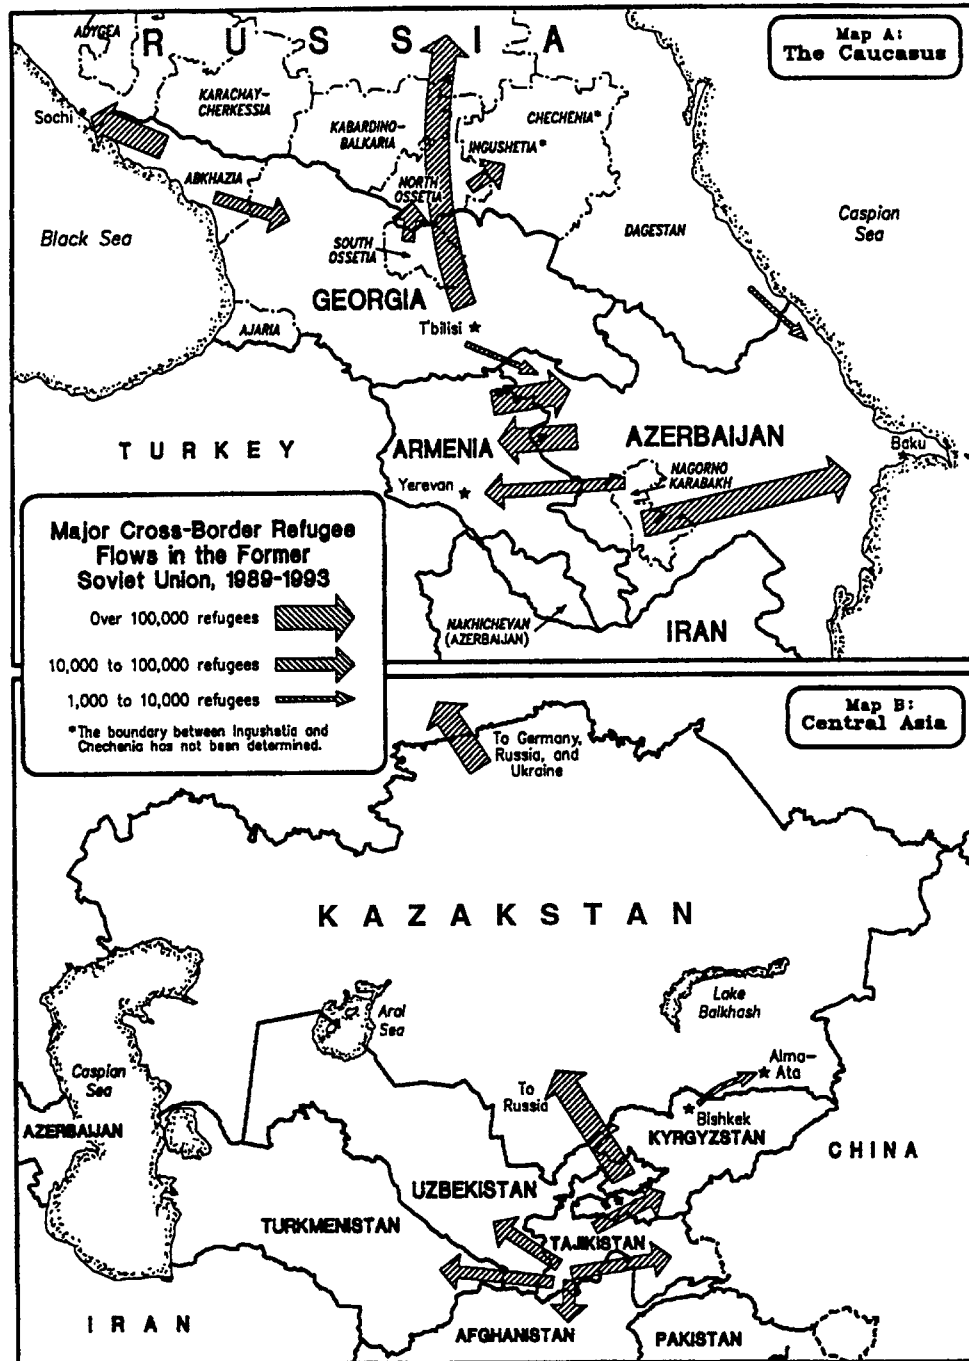 Map A:
The Caucasus
RUSSIA
ADYGEA
KARACHAY-
CHERKESSIA
Sochi
KABARDINO-
BALKARIA
CHECHENIA*
INGUSHETIA*
ABKHAZIA
NORTH
OSSETIA
Black Sea
Caspian
Sea
SOUTH
OSSETIA
DAGESTAN
GEORGIA
T'bilisi
AJARIA
TURKEY
ARMENIA
AZERBAIJAN
Baku
Yerevan
NAGORNO
KARABAKH
NAKHICHEVAN
(AZERBAIJAN)
IRAN
Major Cross-Border Refugee
Flows in the Former
Soviet Union, 1989-1993
Over 100,000 refugees
10,000 to 100,000 refugees
1,000 to 10,000 refugees
*The boundary between Ingushetia and
Chechenia has not been determined.
Map B:
Central Asia
To Germany,
Russia, and
Ukraine
KAZAKSTAN
Aral
Sea
Lake
Balkhash
Caspian
Sea
To
Russia
Alma-
Ata
Bishkek
AZERBAIJAN
KYRGYZSTAN
CHINA
UZBEKISTAN
TURKMENISTAN
TAJIKISTAN
IRAN
AFGHANISTAN
PAKISTAN